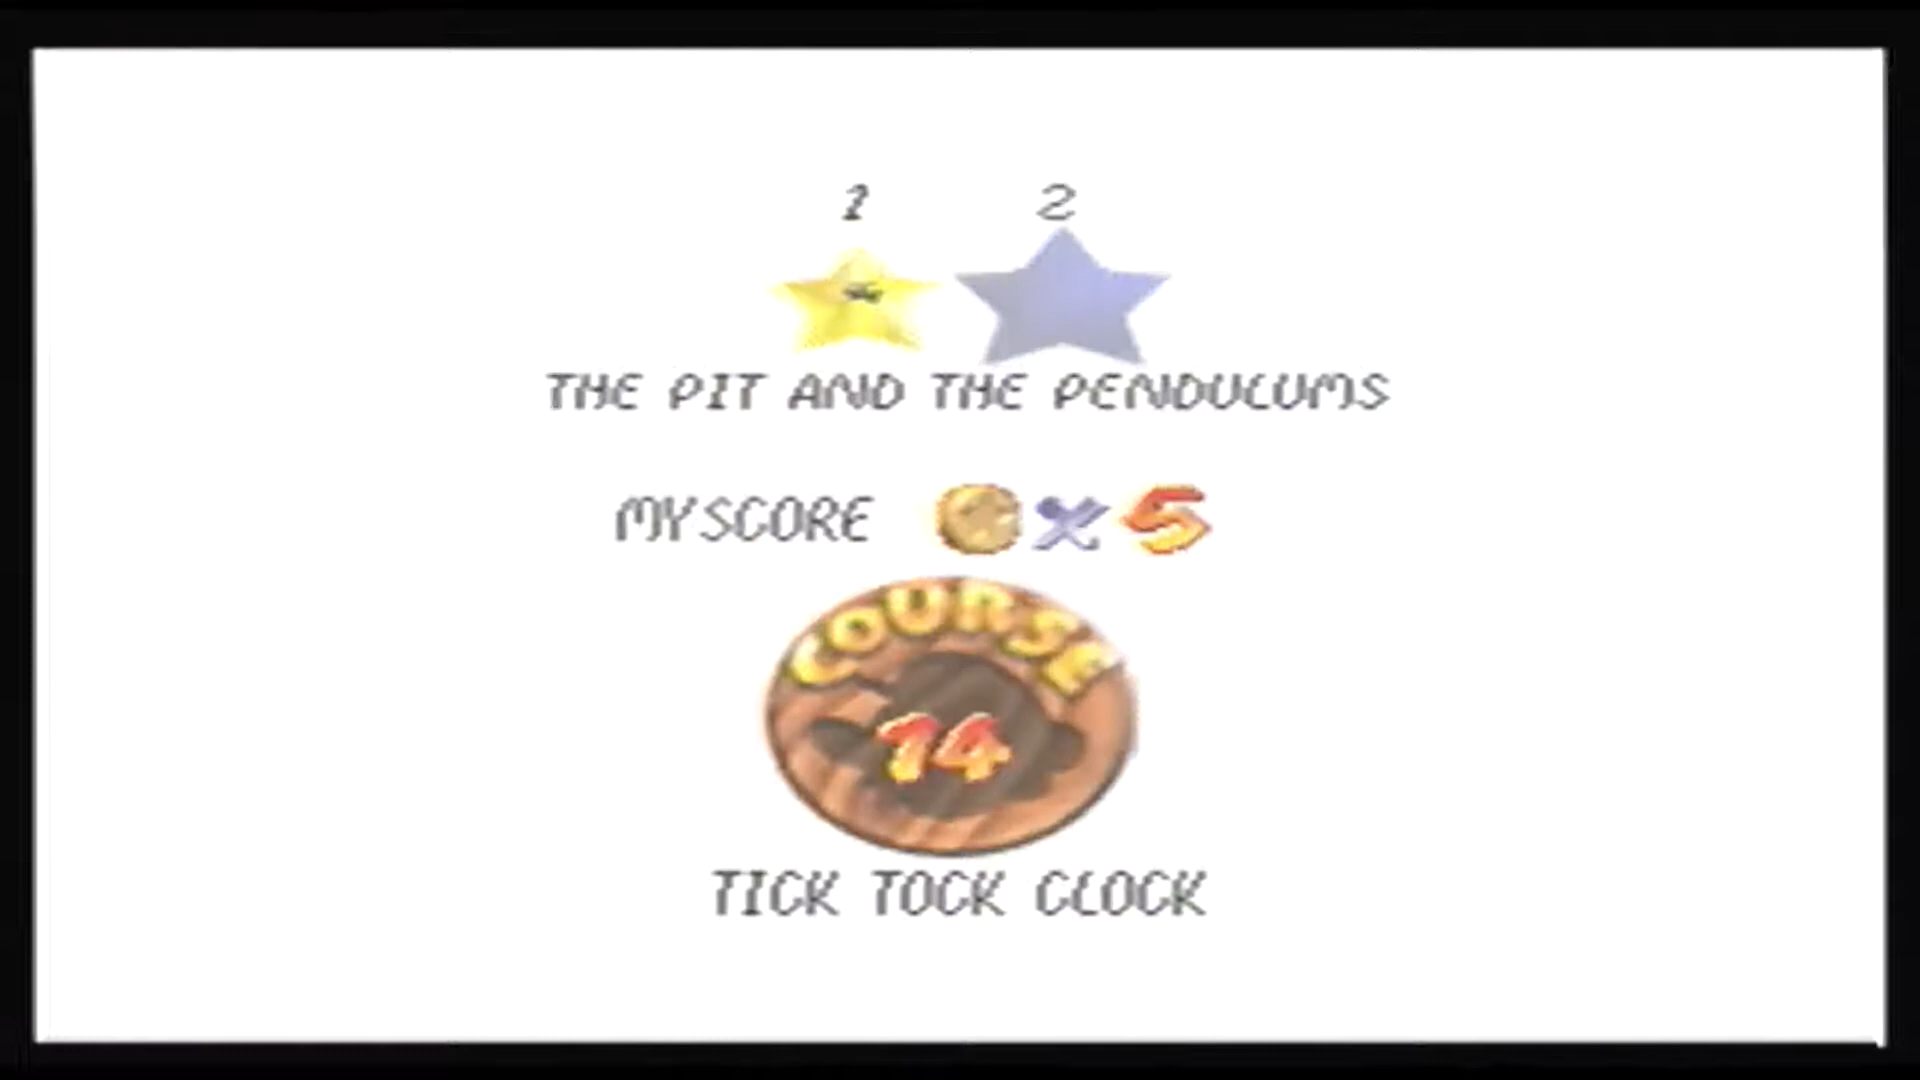 1 2
THE PIT AND THE PENDULUMS
MYSCORE ×5
COURSE
14
TICK TOCK CLOCK